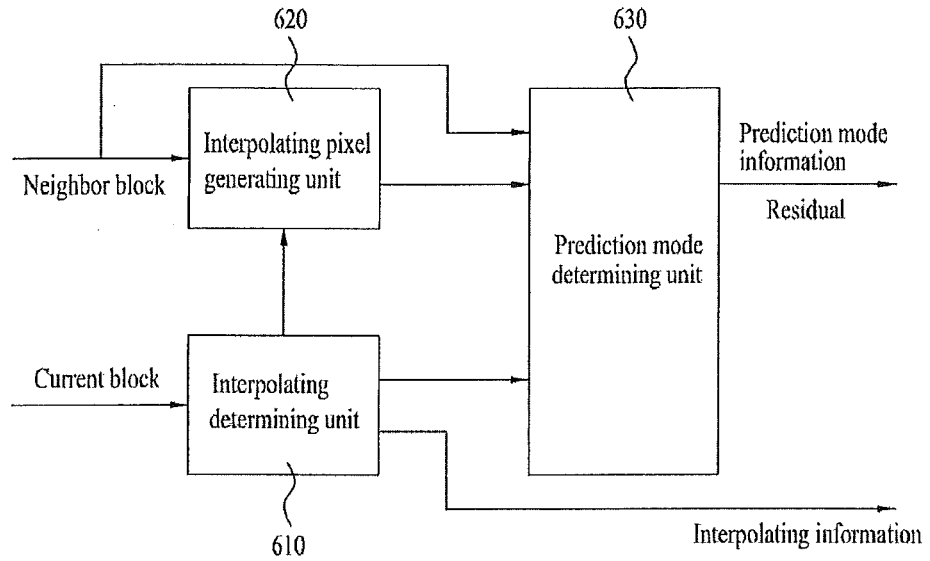 620
630
Interpolating pixel
generating unit
Neighbor block
Prediction mode
information
Residual
Prediction mode
determining unit
Current block
Interpolating
determining unit
610
Interpolating information